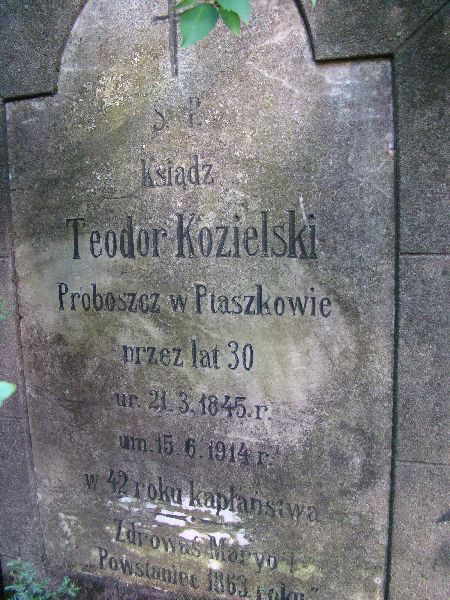 Ś. P.
Ksiądz
Teodor Kozielski
Proboszcz w Ptaszkowie
przez lat 30
ur. 21. 3. 1845. r.
um. 15. 6. 1914. r.
w 42 roku kapłaństwa
Zdrowaś Maryo!
„Powstaniec 1863 roku"